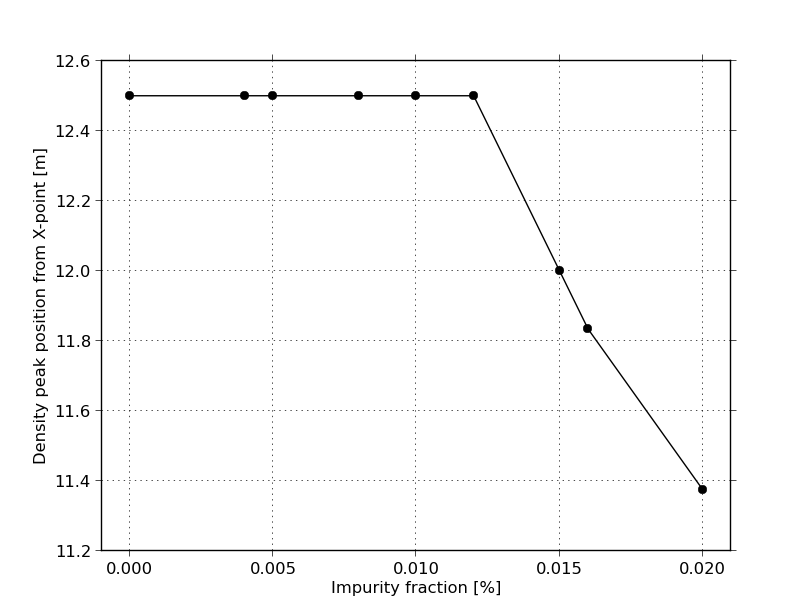 12.6
12.4
12.2
12.0
11.8
11.6
11.4
11.2
Density peak position from X-point [m]
0.000 0.005 0.010 0.015 0.020
Impurity fraction [%]